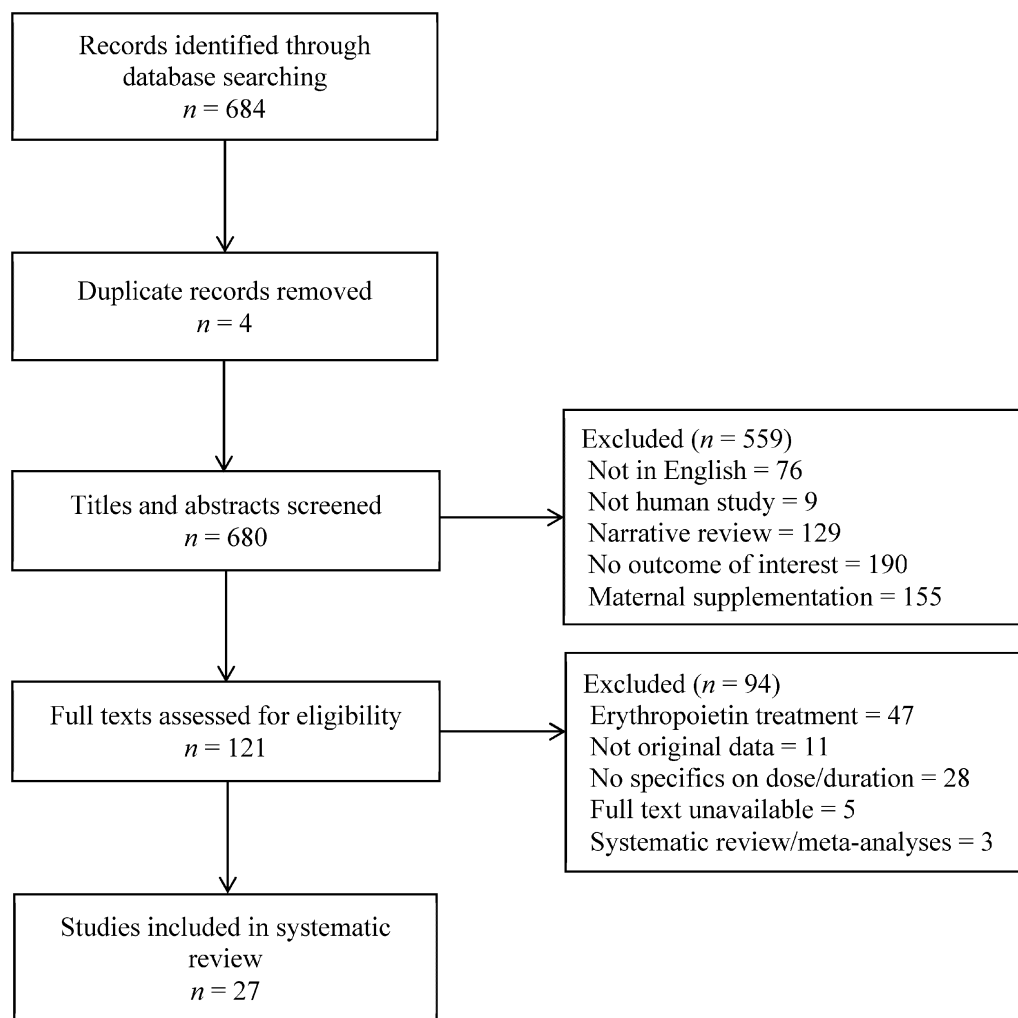 Records identified through
database searching
n = 684
Duplicate records removed
n = 4
Titles and abstracts screened
n = 680
Excluded (n = 559)
Not in English = 76
Not human study = 9
Narrative review = 129
No outcome of interest = 190
Maternal supplementation = 155
Full texts assessed for eligibility
n = 121
Excluded (n = 94)
Erythropoietin treatment = 47
Not original data = 11
No specifics on dose/duration = 28
Full text unavailable = 5
Systematic review/meta-analyses = 3
Studies included in systematic
review
n = 27